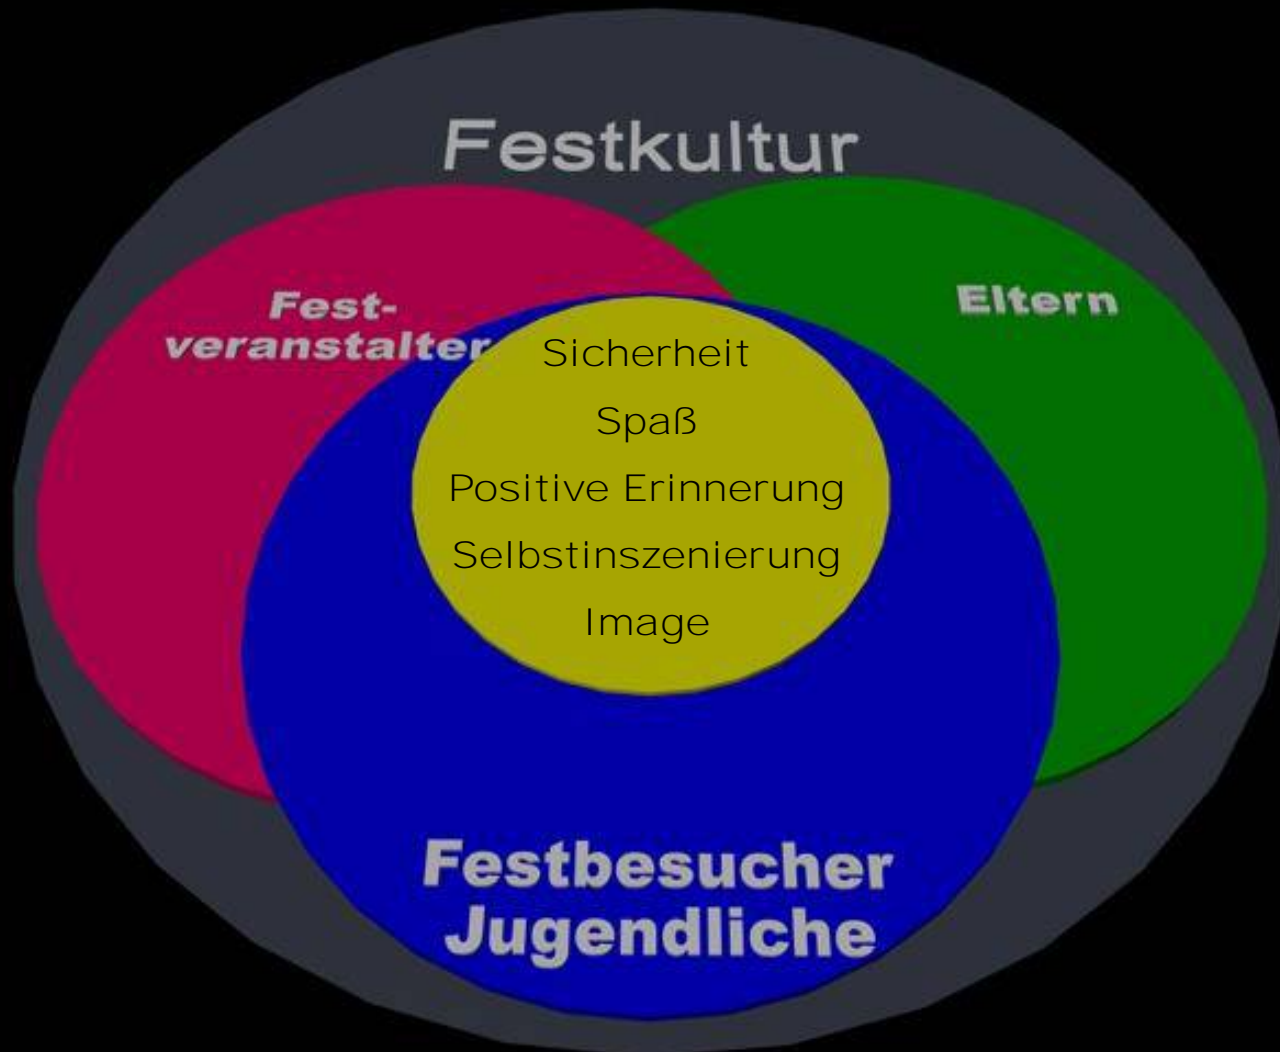 Festkultur
Fest-
veranstalter
Eltern
Sicherheit
Spaß
Positive Erinnerung
Selbstinszenierung
Image
Festbesucher
Jugendliche